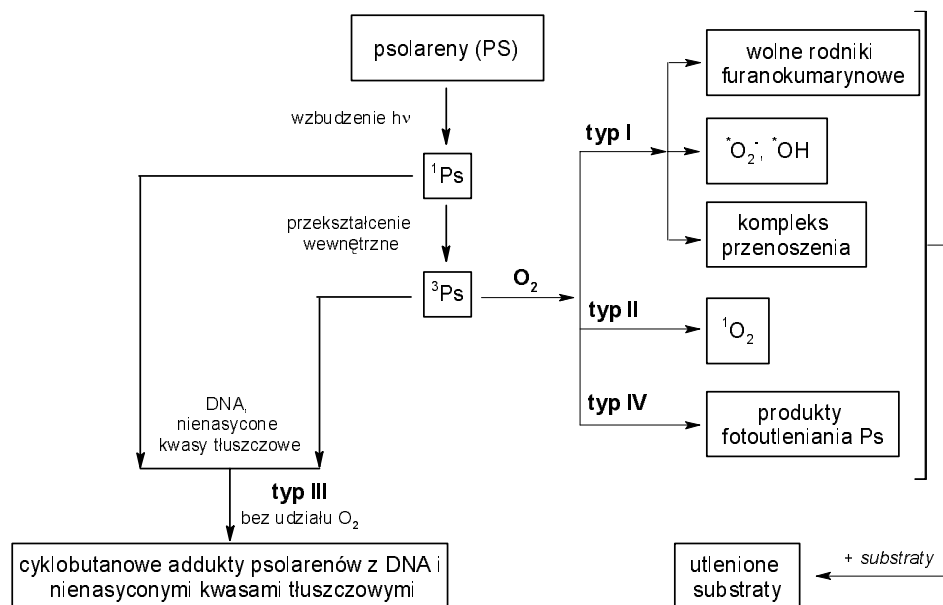 psolareny (PS)
wzbudzenie hν
¹Ps
przekształcenie
wewnętrzne
³Ps
O₂
typ I
wolne rodniki
furanokumarynowe
*O₂⁻, *OH
kompleks
przenoszenia
typ II
¹O₂
typ IV
produkty
fotoutleniania Ps
DNA,
nienasycone
kwasy tłuszczowe
typ III
bez udziału O₂
cyklobutanowe addukty psolarenów z DNA i
nienasyconymi kwasami tłuszczowymi
+ substraty
utlenione
substraty